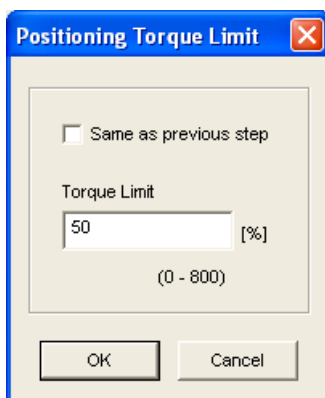 Positioning Torque Limit
Same as previous step
Torque Limit
50 [%]
(0 - 800)
OK Cancel